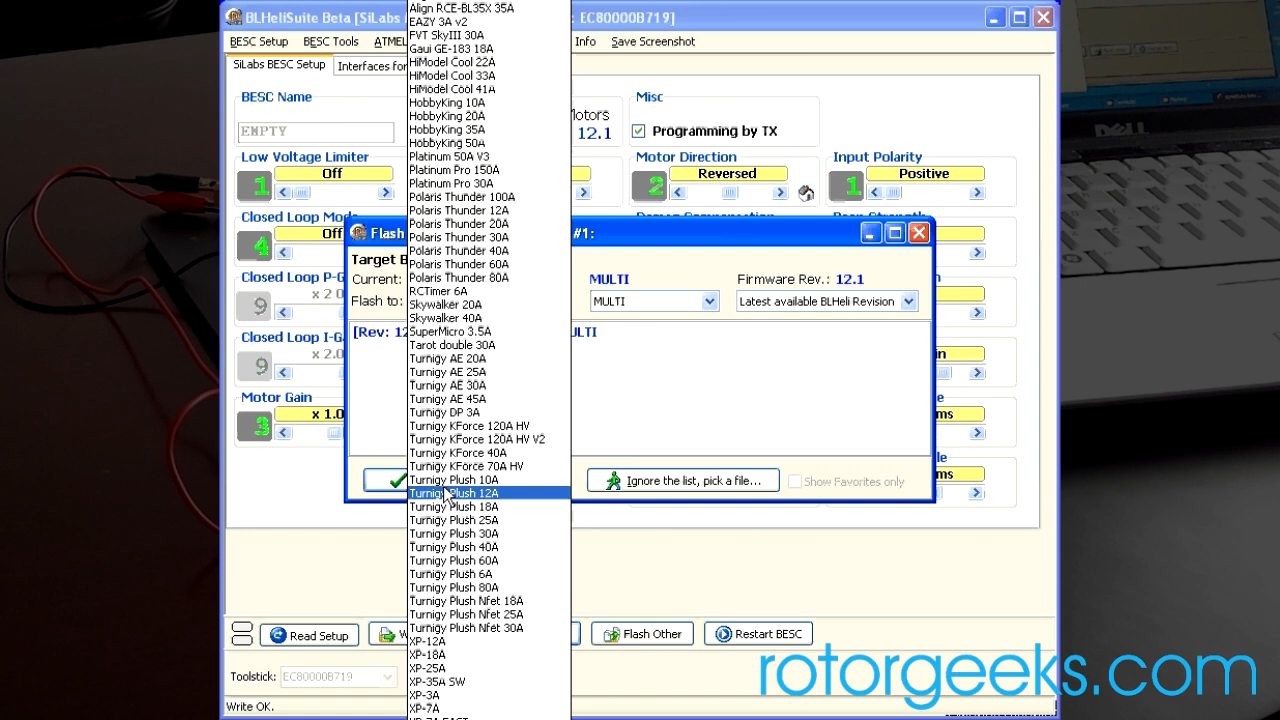 BLHeliSuite Beta [SiLabs
: EC80000B719]
BESC Setup BESC Tools ATMEL
Info Save Screenshot
SiLabs BESC Setup Interfaces for
BESC Name
EMPTY
12.1
Misc
Programming by TX
Low Voltage Limiter
Off
1
Motor Direction
Reversed
2
Input Polarity
Positive
1
Closed Loop
Off
4
9
x 2.0
9
Motor Gain
x 1.0
3
Align RCE-BL35X 35A
EAZY 3A v2
FVT SkyIII 30A
Gaui GE-183 18A
HiModel Cool 22A
HiModel Cool 33A
HiModel Cool 41A
HobbyKing 10A
HobbyKing 20A
HobbyKing 35A
HobbyKing 50A
Platinum 50A V3
Platinum Pro 150A
Platinum Pro 30A
Polaris Thunder 100A
Polaris Thunder 12A
Polaris Thunder 20A
Polaris Thunder 30A
Polaris Thunder 40A
Polaris Thunder 60A
Polaris Thunder 80A
RCTimer 6A
Skywalker 20A
Skywalker 40A
SuperMicro 3.5A
Tarot double 30A
Turnigy AE 20A
Turnigy AE 25A
Turnigy AE 30A
Turnigy AE 45A
Turnigy DP 3A
Turnigy KForce 120A HV
Turnigy KForce 120A HV V2
Turnigy KForce 40A
Turnigy KForce 70A HV
Turnigy Plush 10A
Turnigy Plush 12A
Turnigy Plush 18A
Turnigy Plush 25A
Turnigy Plush 30A
Turnigy Plush 40A
Turnigy Plush 60A
Turnigy Plush 6A
Turnigy Plush 80A
Turnigy Plush Nfet 18A
Turnigy Plush Nfet 25A
Turnigy Plush Nfet 30A
XP-12A
XP-18A
XP-25A
XP-35A SW
XP-3A
XP-7A
Flash
#1:
Target
Current:
MULTI
Firmware Rev.: 12.1
Flash to:
MULTI
Latest available BLHeli Revision
[Rev: 12
Ignore the list, pick a file...
Show Favorites only
Read Setup
Flash Other
Restart BESC
Toolstick: EC80000B719
Write OK.
DELL
rotorgeeks.com